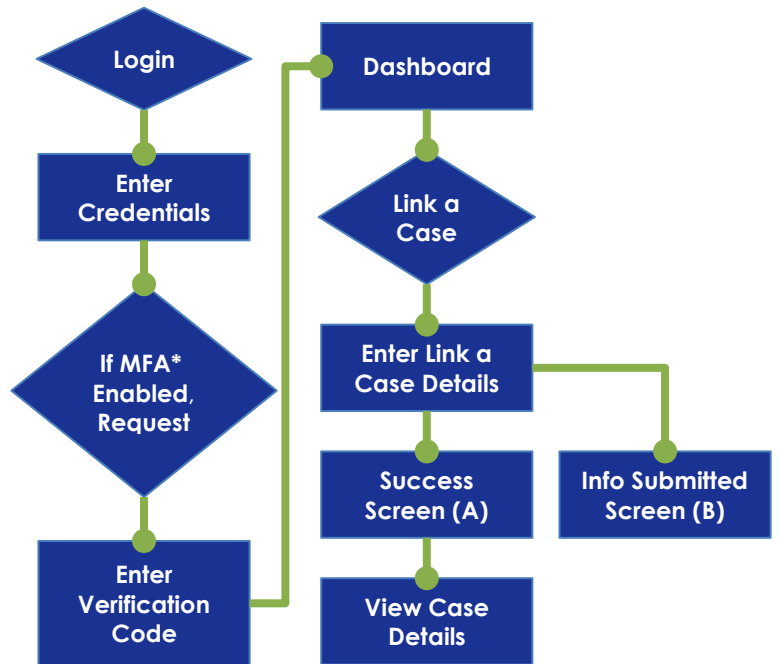 Login
Enter
Credentials
If MFA*
Enabled,
Request
Enter
Verification
Code
Dashboard
Link a
Case
Enter Link a
Case Details
Success
Screen (A)
Info Submitted
Screen (B)
View Case
Details